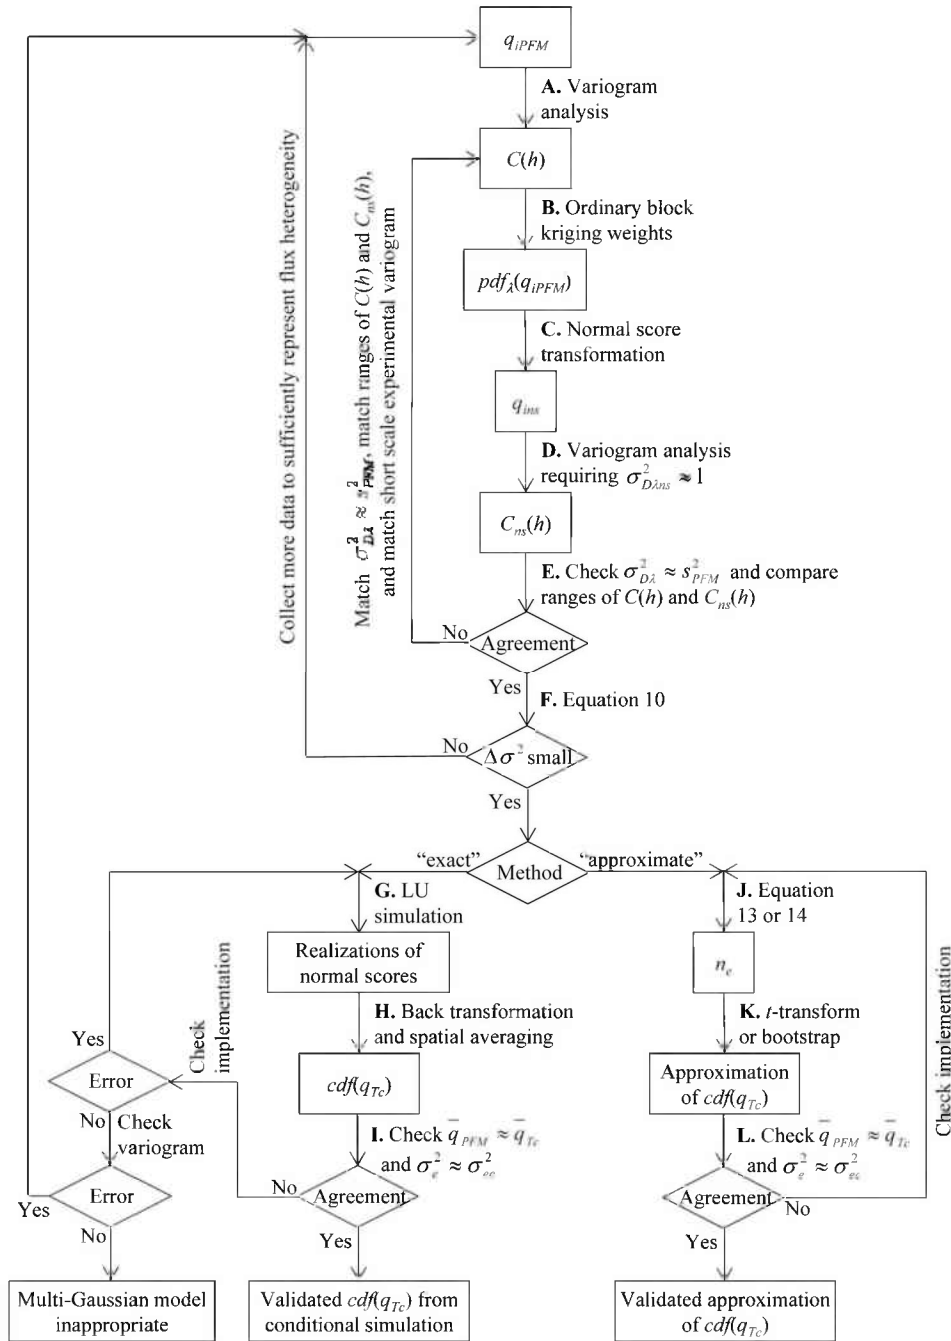 q_iPFM
A. Variogram
analysis
C(h)
B. Ordinary block
kriging weights
pdf_λ(q_iPFM)
C. Normal score
transformation
q_ins
D. Variogram analysis
requiring σ²_Dλns ≈ 1
C_ns(h)
E. Check σ²_Dλ ≈ s²_PFM and compare
ranges of C(h) and C_ns(h)
No
Agreement
Yes
F. Equation 10
No
Δσ² small
Yes
Collect more data to sufficiently represent flux heterogeneity
Match σ²_Dλ ≈ s²_PFM, match ranges of C(h) and C_ns(h),
and match short scale experimental variogram
"exact"
Method
"approximate"
G. LU
simulation
Realizations of
normal scores
H. Back transformation
and spatial averaging
cdf(q_Tc)
I. Check q̄_PFM ≈ q̄_Tc
and σ²_e ≈ σ²_ec
No
Agreement
Yes
Validated cdf(q_Tc) from
conditional simulation
Check
implementation
Yes
Error
No
Check
variogram
Yes
Error
No
Multi-Gaussian model
inappropriate
J. Equation
13 or 14
n_e
K. t-transform
or bootstrap
Approximation
of cdf(q_Tc)
L. Check q̄_PFM ≈ q̄_Tc
and σ²_e ≈ σ²_ec
Agreement
No
Yes
Check implementation
Validated approximation
of cdf(q_Tc)